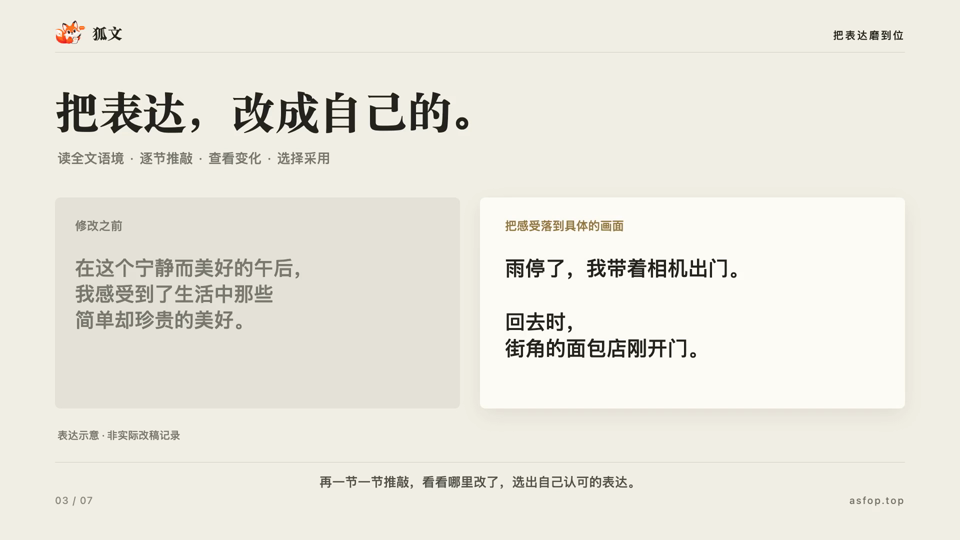 狐文
把表达磨到位
把表达，改成自己的。
读全文语境 · 逐节推敲 · 查看变化 · 选择采用
修改之前
在这个宁静而美好的午后，
我感受到了生活中那些
简单却珍贵的美好。
把感受落到具体的画面
雨停了，我带着相机出门。
回去时，
街角的面包店刚开门。
表达示意 · 非实际改稿记录
再一节一节推敲，看看哪里改了，选出自己认可的表达。
03 / 07
asfop.top